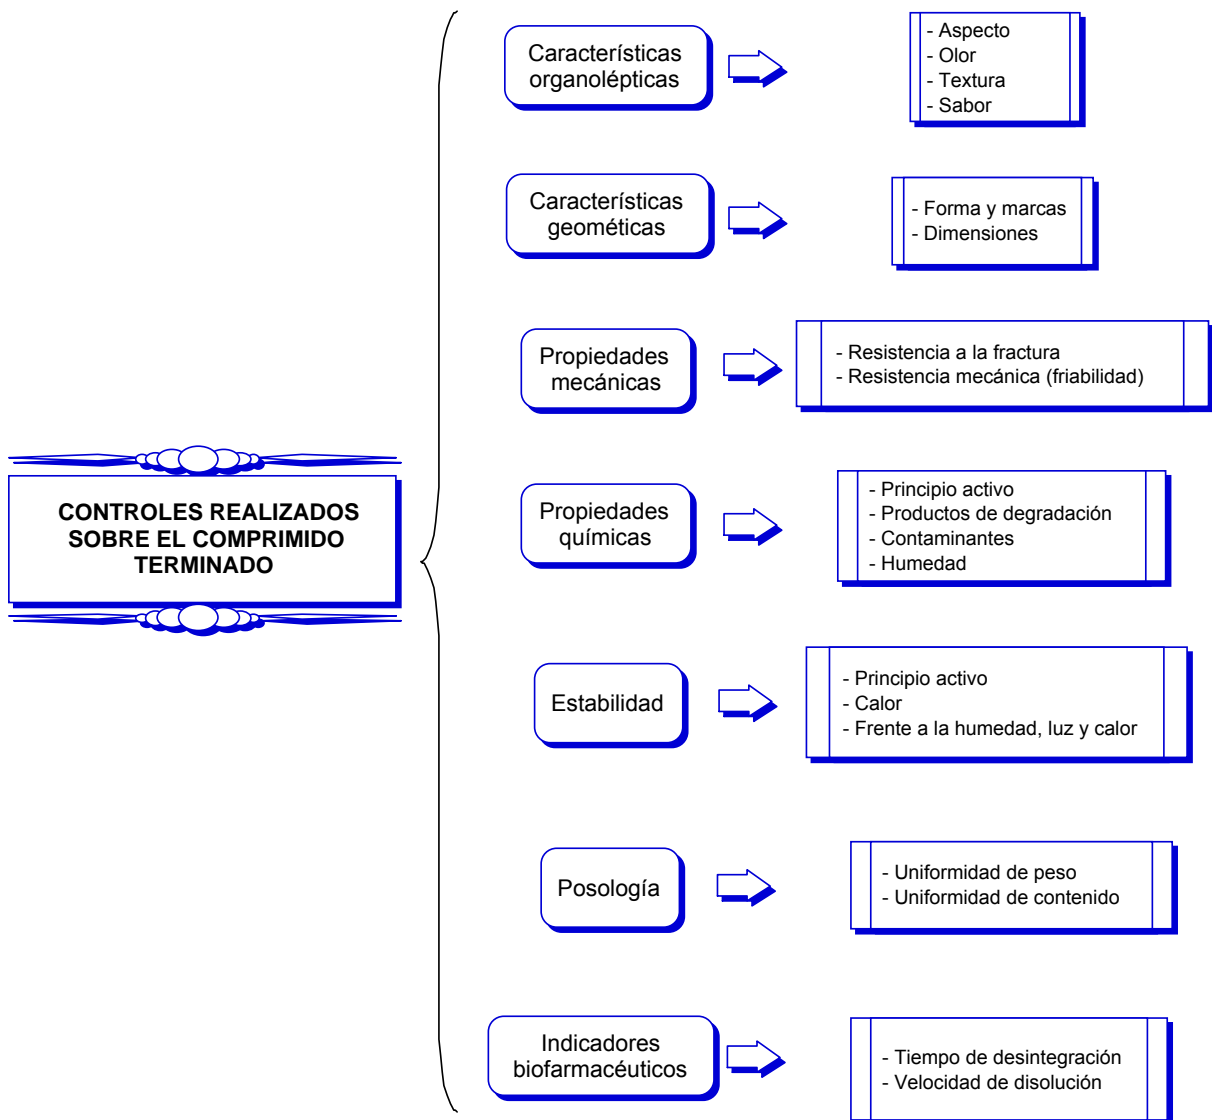 Características
organolépticas
- Aspecto
- Olor
- Textura
- Sabor
Características
geométicas
- Forma y marcas
- Dimensiones
Propiedades
mecánicas
- Resistencia a la fractura
- Resistencia mecánica (friabilidad)
CONTROLES REALIZADOS
SOBRE EL COMPRIMIDO
TERMINADO
Propiedades
químicas
- Principio activo
- Productos de degradación
- Contaminantes
- Humedad
Estabilidad
- Principio activo
- Calor
- Frente a la humedad, luz y calor
Posología
- Uniformidad de peso
- Uniformidad de contenido
Indicadores
biofarmacéuticos
- Tiempo de desintegración
- Velocidad de disolución